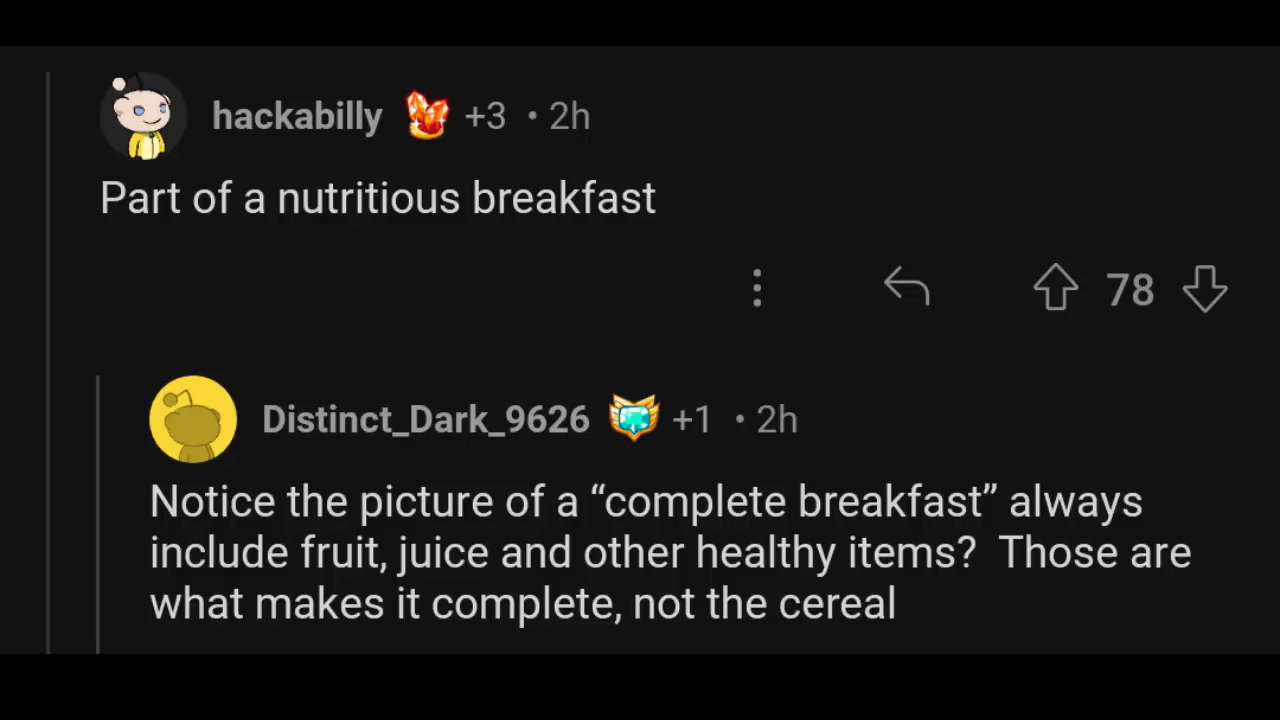 hackabilly +3 • 2h
Part of a nutritious breakfast
78
Distinct_Dark_9626 +1 • 2h
Notice the picture of a “complete breakfast” always
include fruit, juice and other healthy items?  Those are
what makes it complete, not the cereal